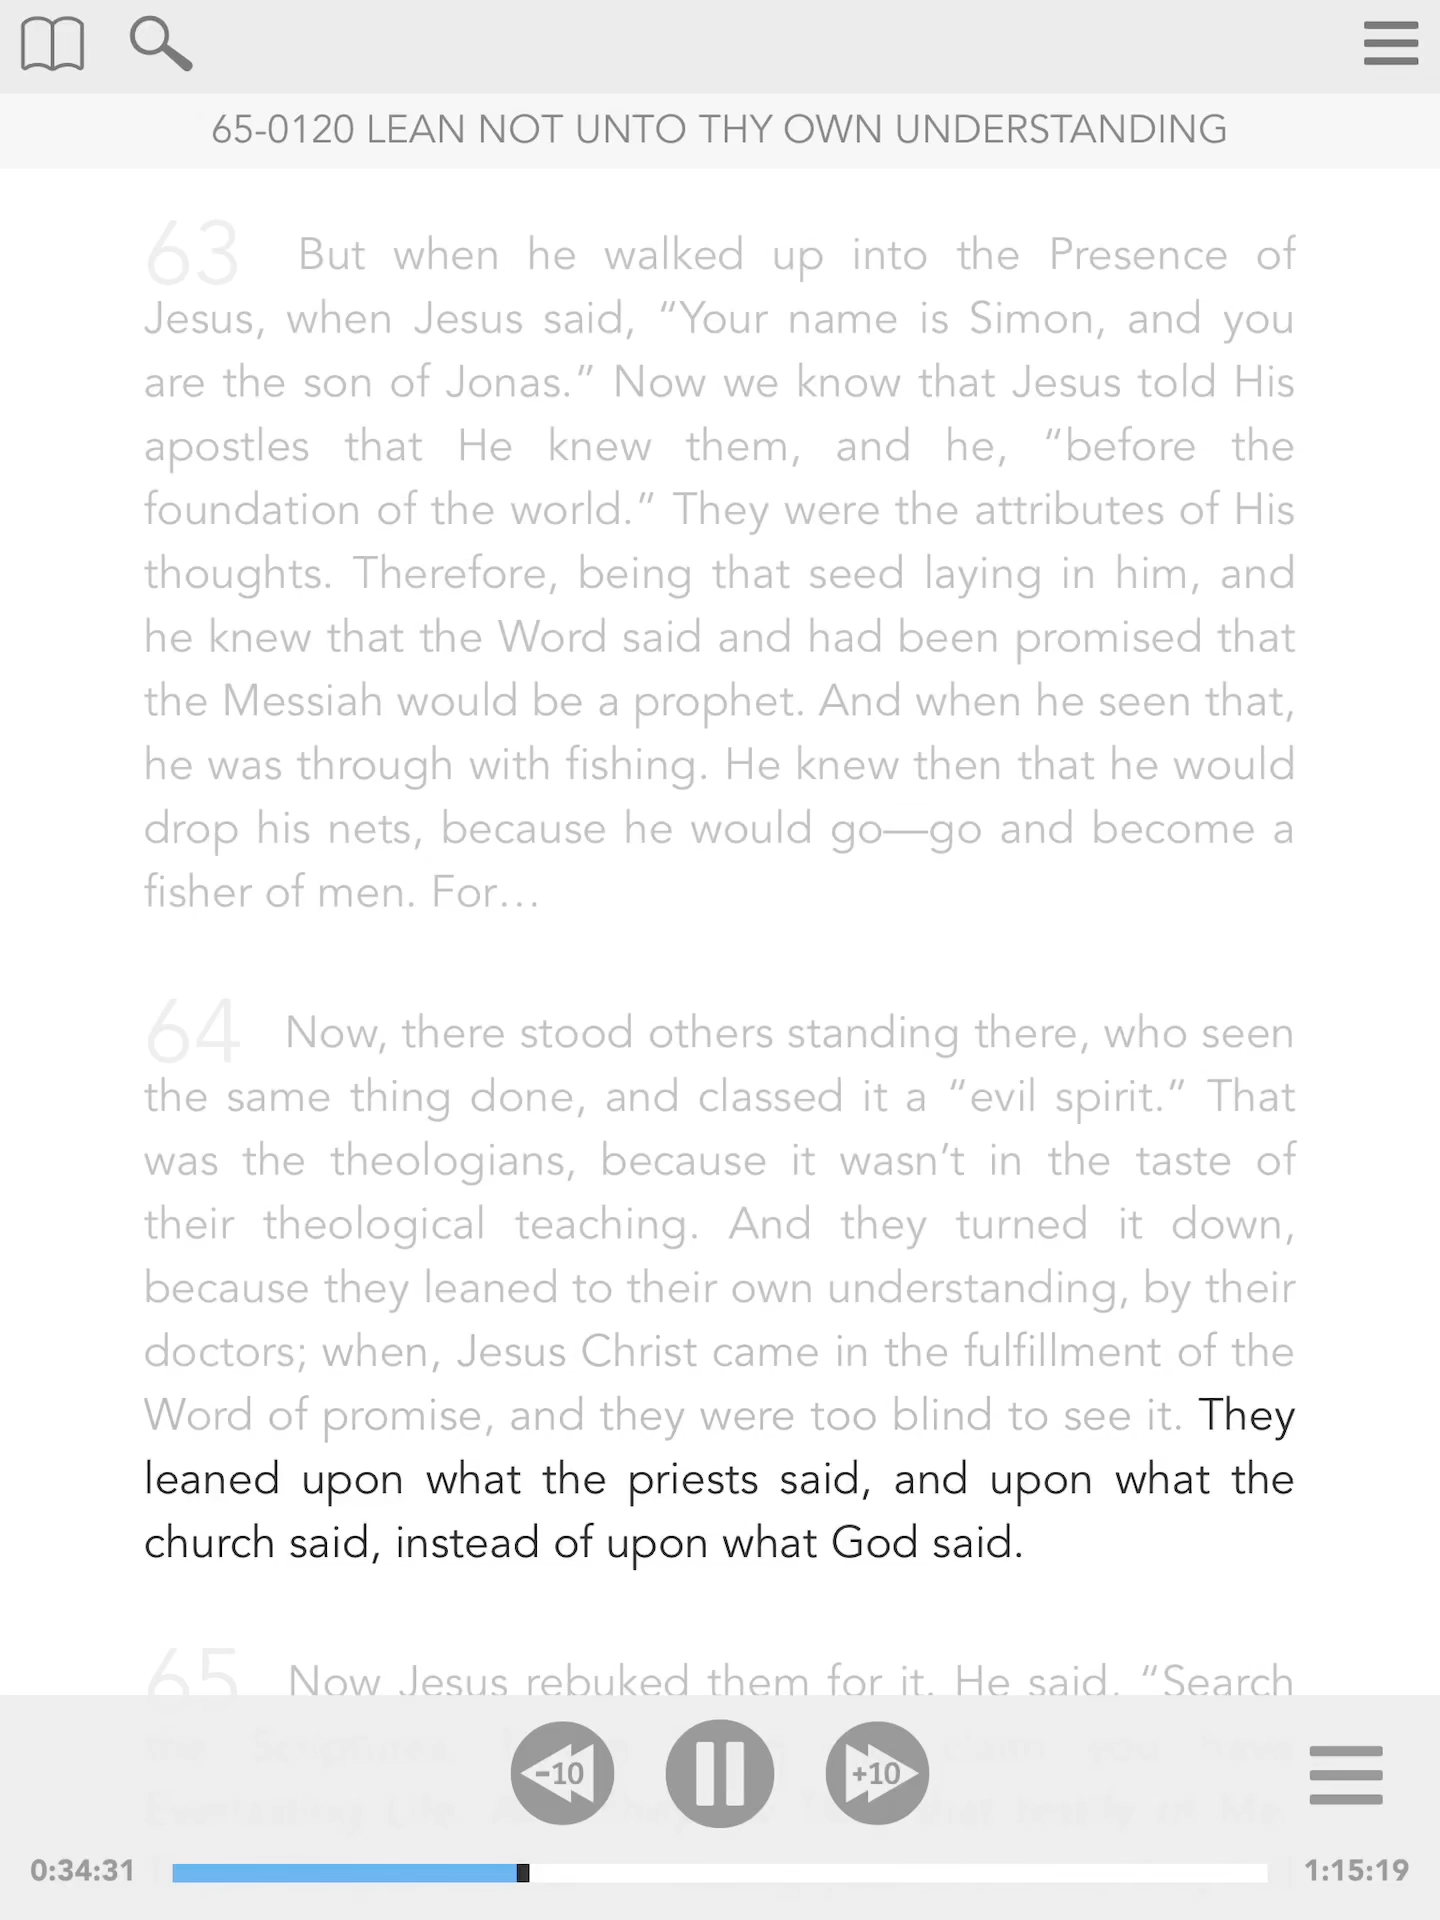 65-0120 LEAN NOT UNTO THY OWN UNDERSTANDING
63 But when he walked up into the Presence of
Jesus, when Jesus said, “Your name is Simon, and you
are the son of Jonas.” Now we know that Jesus told His
apostles that He knew them, and he, “before the
foundation of the world.” They were the attributes of His
thoughts. Therefore, being that seed laying in him, and
he knew that the Word said and had been promised that
the Messiah would be a prophet. And when he seen that,
he was through with fishing. He knew then that he would
drop his nets, because he would go—go and become a
fisher of men. For…
64 Now, there stood others standing there, who seen
the same thing done, and classed it a “evil spirit.” That
was the theologians, because it wasn’t in the taste of
their theological teaching. And they turned it down,
because they leaned to their own understanding, by their
doctors; when, Jesus Christ came in the fulfillment of the
Word of promise, and they were too blind to see it. They
leaned upon what the priests said, and upon what the
church said, instead of upon what God said.
65 Now Jesus rebuked them for it. He said, “Search
the Scriptures, claim you have
Everlasting Life. that testify of Me.
-10 +10
0:34:31 1:15:19